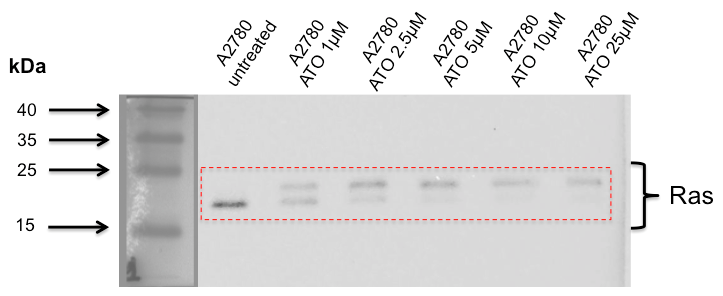 A2780
untreated
A2780
ATO 1µM
A2780
ATO 2.5µM
A2780
ATO 5µM
A2780
ATO 10µM
A2780
ATO 25µM
kDa
40
35
25
15
Ras